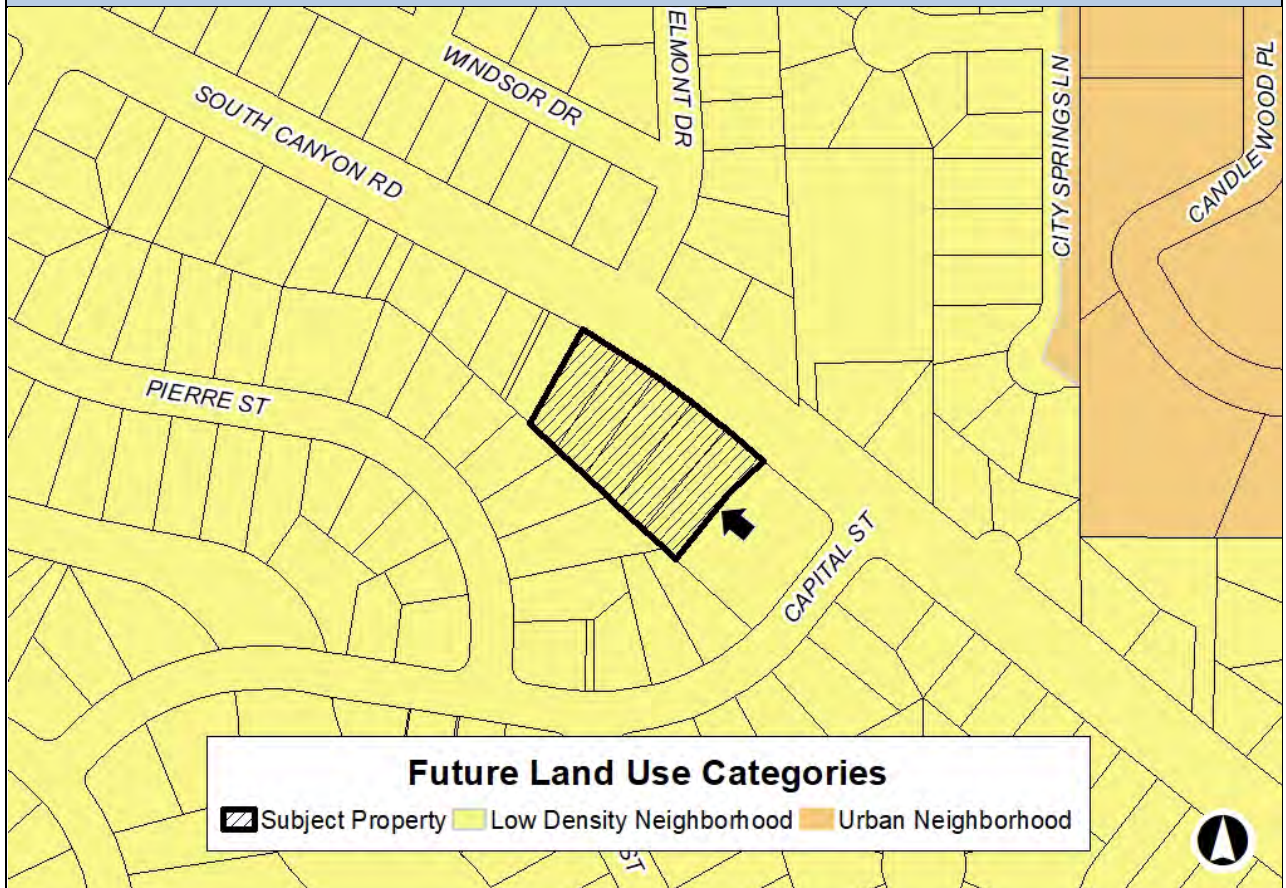 ELMONT DR
WINDSOR DR
SOUTH CANYON RD
CITY SPRINGS LN
CANDLEWOOD PL
PIERRE ST
CAPITAL ST
Future Land Use Categories
Subject Property Low Density Neighborhood Urban Neighborhood
ST